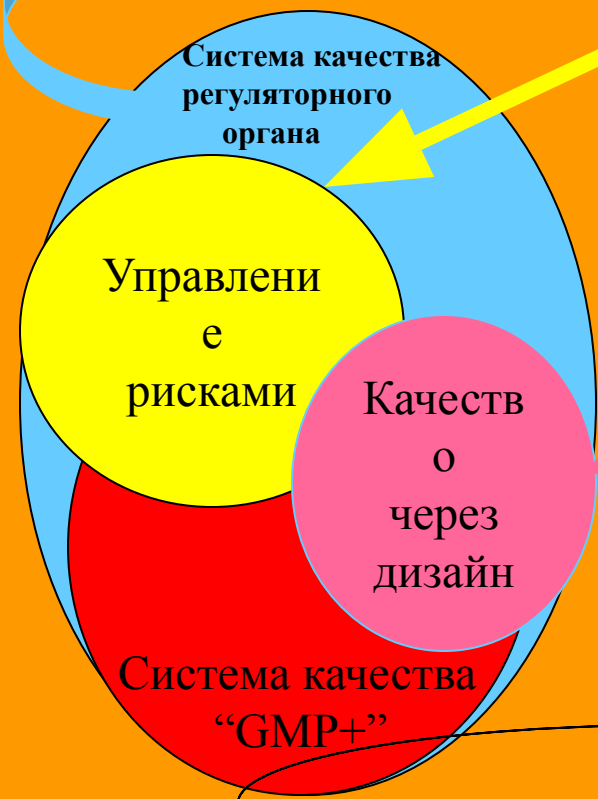 Система качества
регуляторного
органа
Управлени
е
рисками
Качеств
о
через
дизайн
Система качества
“GMP+”